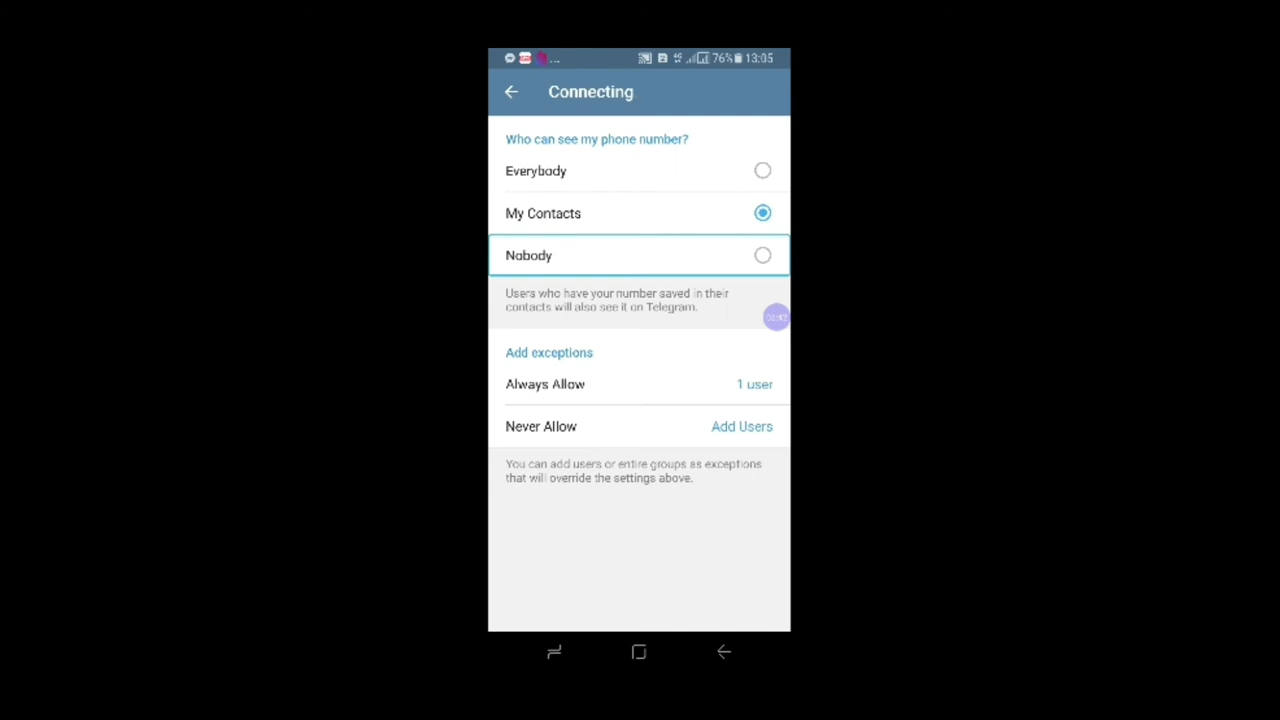 ... 76% 13:05
Connecting
Who can see my phone number?
Everybody
My Contacts
Nobody
Users who have your number saved in their
contacts will also see it on Telegram.
Add exceptions
Always Allow 1 user
Never Allow Add Users
You can add users or entire groups as exceptions
that will override the settings above.